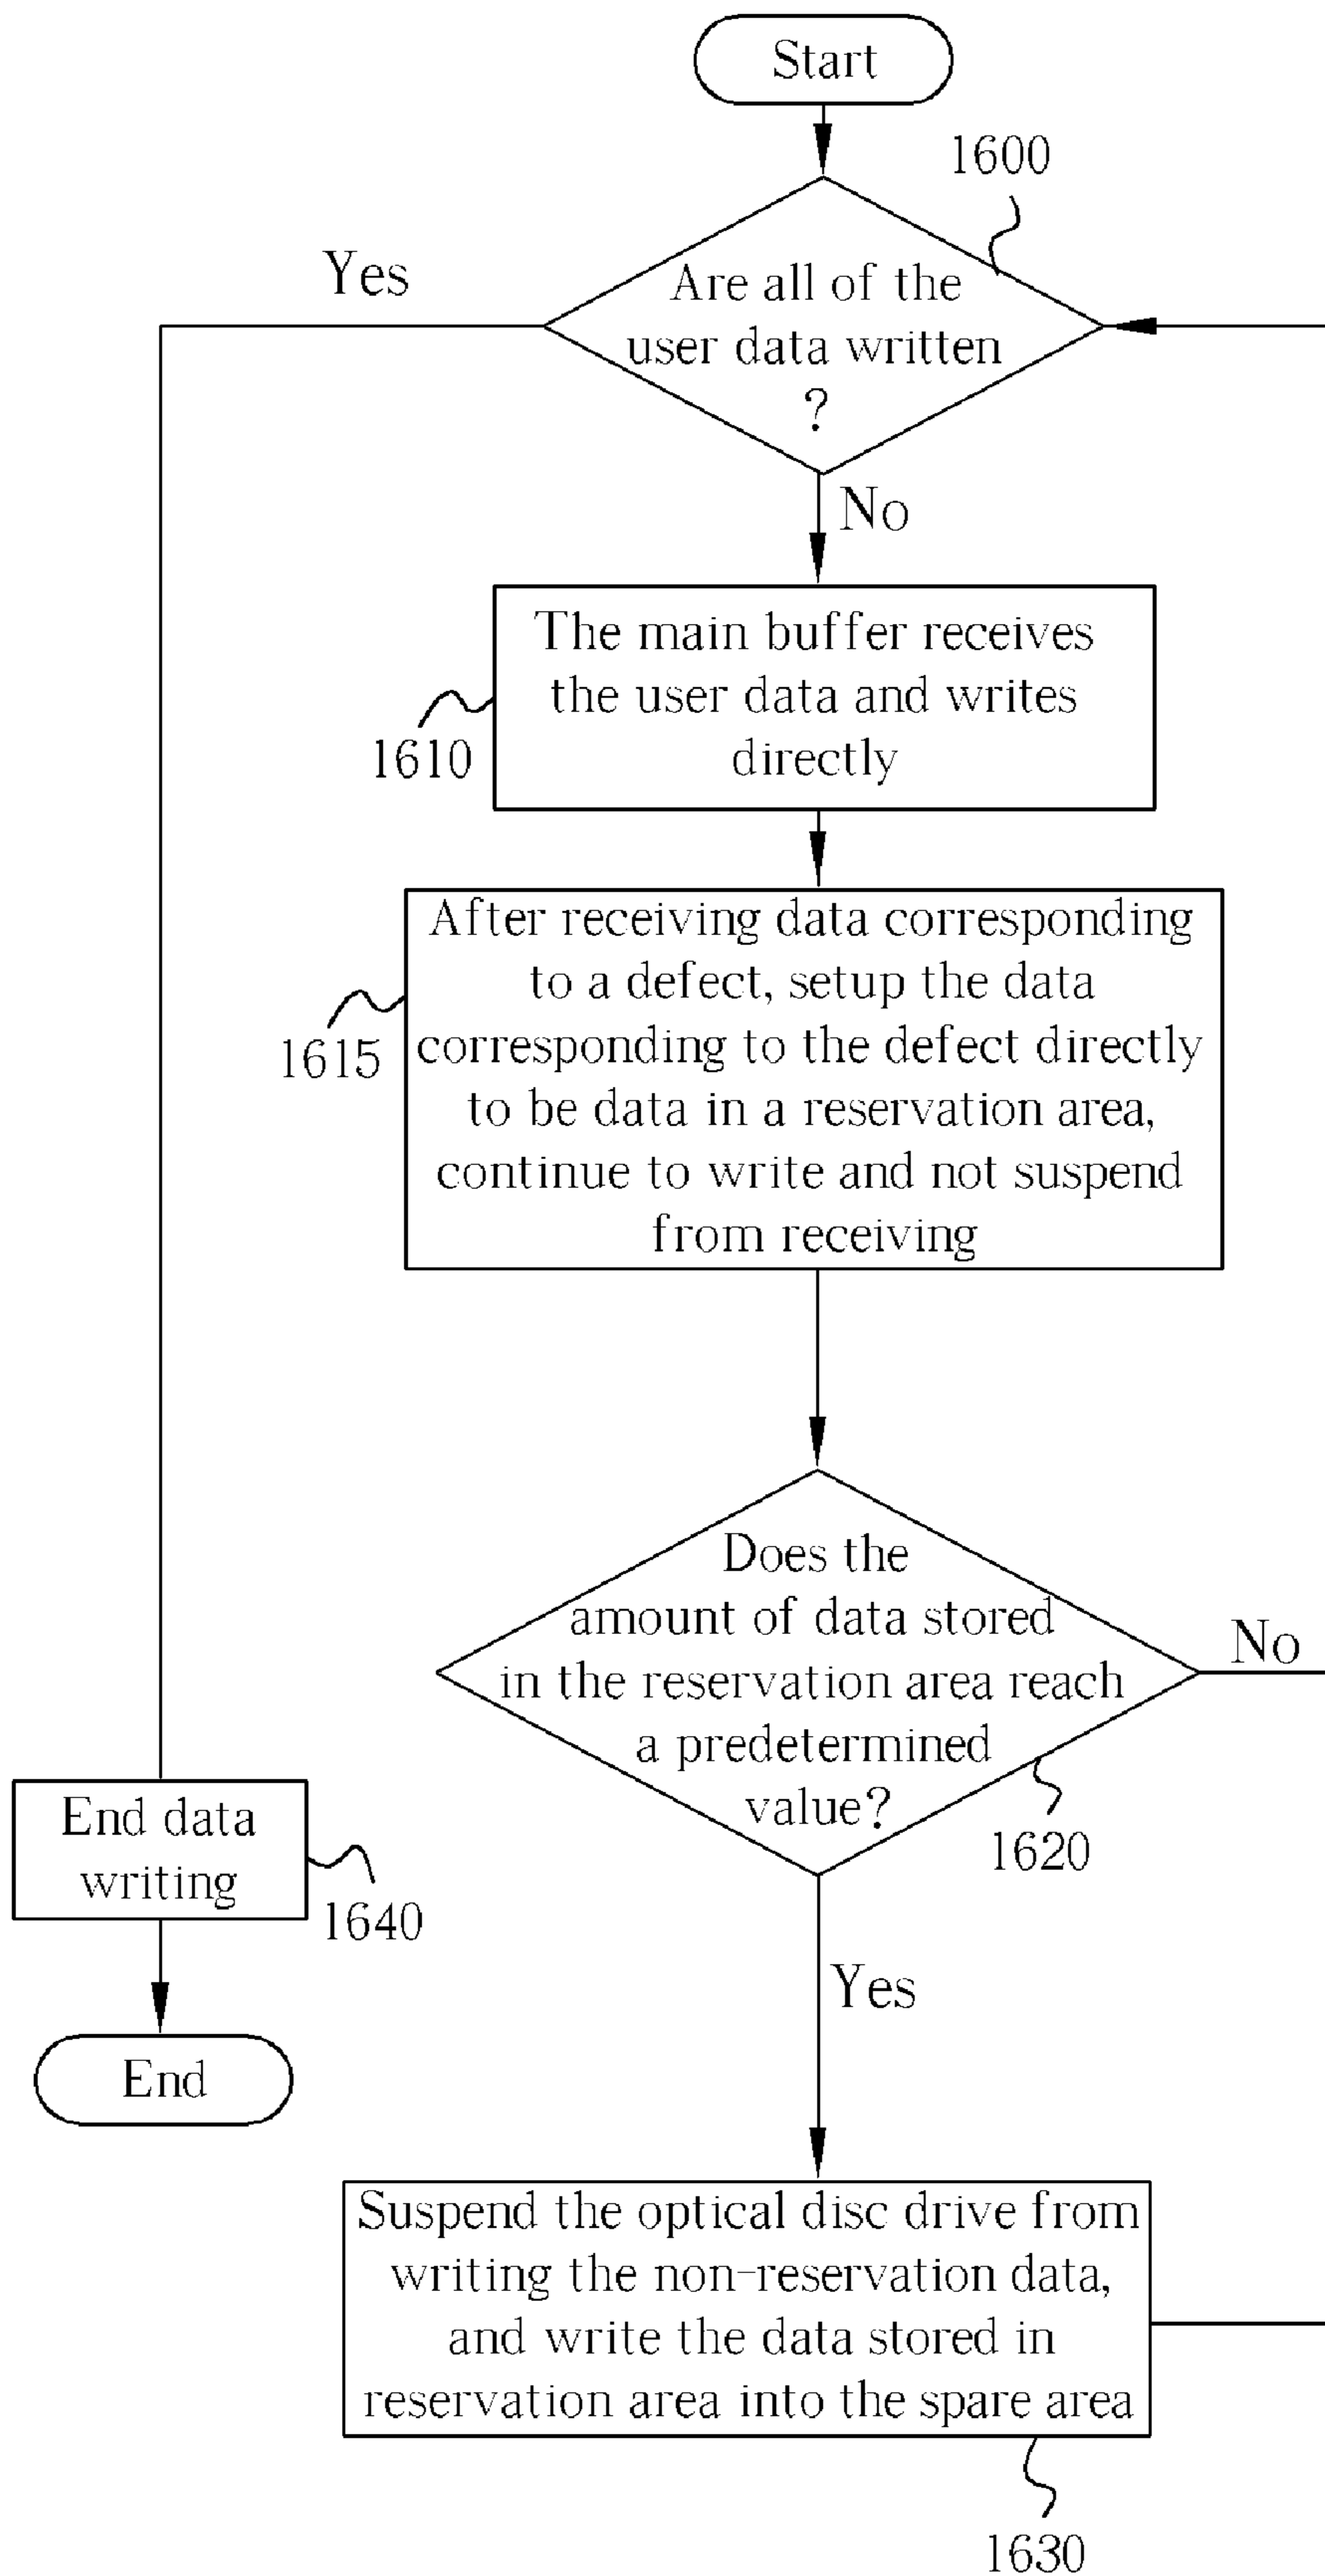 Start
1600
Yes
Are all of the
user data written
?
No
The main buffer receives
the user data and writes
directly
1610
After receiving data corresponding
to a defect, setup the data
corresponding to the defect directly
to be data in a reservation area,
continue to write and not suspend
from receiving
1615
Does the
amount of data stored
in the reservation area reach
a predetermined
value?
No
1620
End data
writing
1640
Yes
End
Suspend the optical disc drive from
writing the non-reservation data,
and write the data stored in
reservation area into the spare area
1630